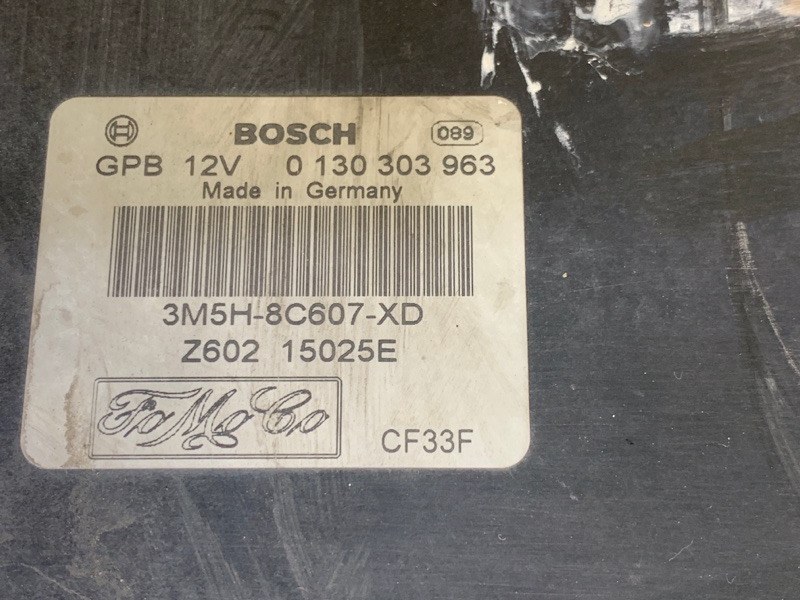 BOSCH 089
GPB 12V 0 130 303 963
Made in Germany
3M5H-8C607-XD
Z602 15025E
FoMoCo
CF33F